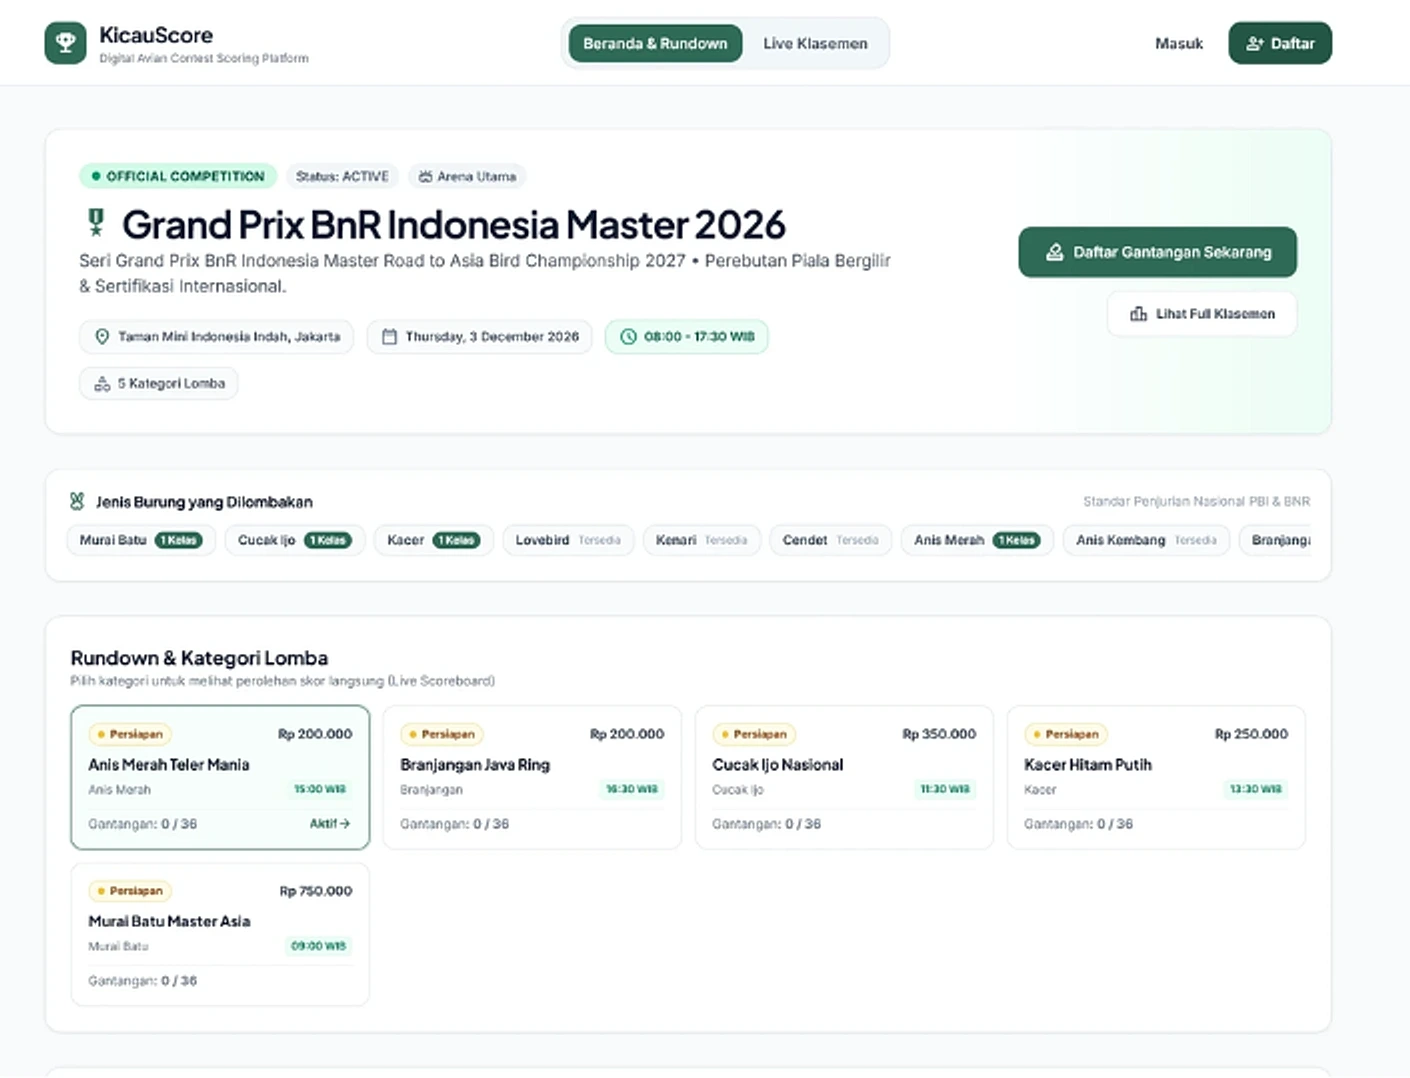 KicauScore
Digital Avian Contest Scoring Platform
Beranda & Rundown
Live Klasemen
Masuk
Daftar
OFFICIAL COMPETITION
Status: ACTIVE
Arena Utama
Grand Prix BnR Indonesia Master 2026
Seri Grand Prix BnR Indonesia Master Road to Asia Bird Championship 2027 • Perebutan Piala Bergilir
& Sertifikasi Internasional.
Daftar Gantangan Sekarang
Lihat Full Klasemen
Taman Mini Indonesia Indah, Jakarta
Thursday, 3 December 2026
08:00 - 17:30 WIB
5 Kategori Lomba
Jenis Burung yang Dilombakan
Standar Penjurian Nasional PBI & BNR
Murai Batu 1 Kelas
Cucak Ijo 1 Kelas
Kacer 1 Kelas
Lovebird Tersedia
Kenari Tersedia
Cendet Tersedia
Anis Merah 1 Kelas
Anis Kembang Tersedia
Branjanga
Rundown & Kategori Lomba
Pilih kategori untuk melihat perolehan skor langsung (Live Scoreboard)
Persiapan Rp 200.000
Anis Merah Teler Mania
Anis Merah 15:00 WIB
Gantangan: 0 / 36 Aktif →
Persiapan Rp 200.000
Branjangan Java Ring
Branjangan 16:30 WIB
Gantangan: 0 / 36
Persiapan Rp 350.000
Cucak Ijo Nasional
Cucak Ijo 11:30 WIB
Gantangan: 0 / 36
Persiapan Rp 250.000
Kacer Hitam Putih
Kacer 13:30 WIB
Gantangan: 0 / 36
Persiapan Rp 750.000
Murai Batu Master Asia
Murai Batu 09:00 WIB
Gantangan: 0 / 36